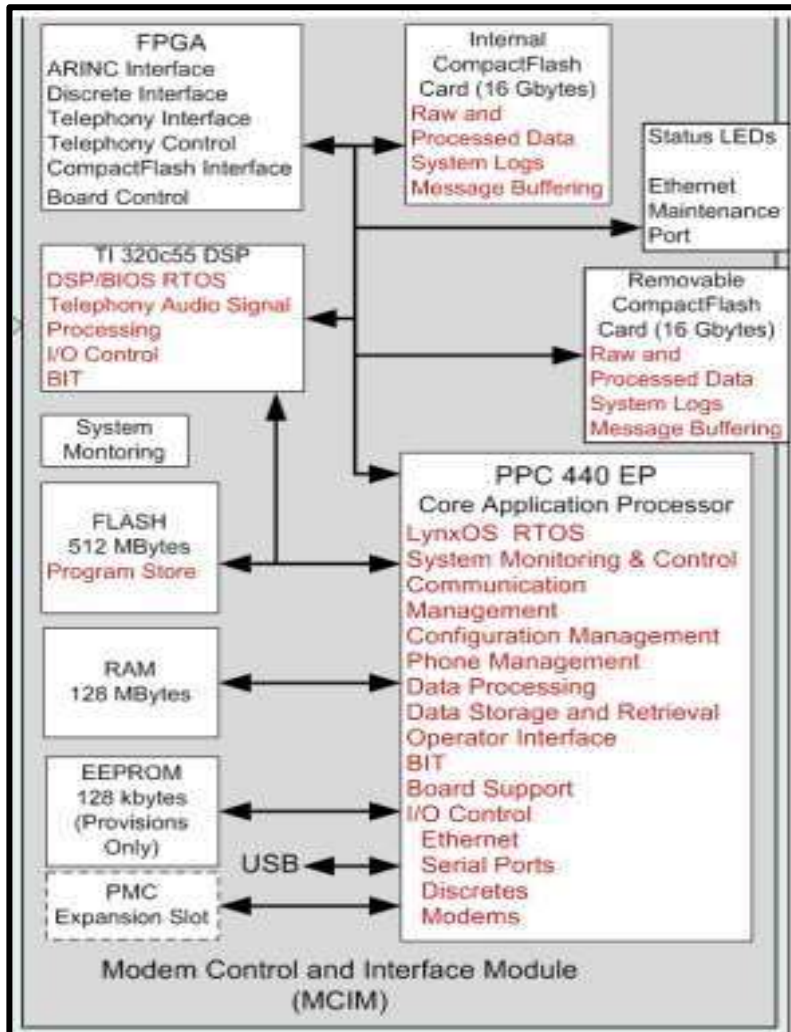 FPGA
ARINC Interface
Discrete Interface
Telephony Interface
Telephony Control
CompactFlash Interface
Board Control
Internal
CompactFlash
Card (16 Gbytes)
Raw and
Processed Data
System Logs
Message Buffering
Status LEDs
Ethernet
Maintenance
Port
TI 320c55 DSP
DSP/BIOS RTOS
Telephony Audio Signal
Processing
I/O Control
BIT
Removable
CompactFlash
Card (16 Gbytes)
Raw and
Processed Data
System Logs
Message Buffering
System
Montoring
PPC 440 EP
Core Application Processor
LynxOS RTOS
System Monitoring & Control
Communication
Management
Configuration Management
Phone Management
Data Processing
Data Storage and Retrieval
Operator Interface
BIT
Board Support
I/O Control
Ethernet
Serial Ports
Discretes
Modems
FLASH
512 MBytes
Program Store
RAM
128 MBytes
EEPROM
128 kbytes
(Provisions
Only)
USB
PMC
Expansion Slot
Modem Control and Interface Module
(MCIM)